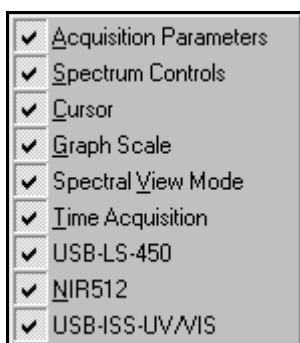 Acquisition Parameters
Spectrum Controls
Cursor
Graph Scale
Spectral View Mode
Time Acquisition
USB-LS-450
NIR512
USB-ISS-UV/VIS